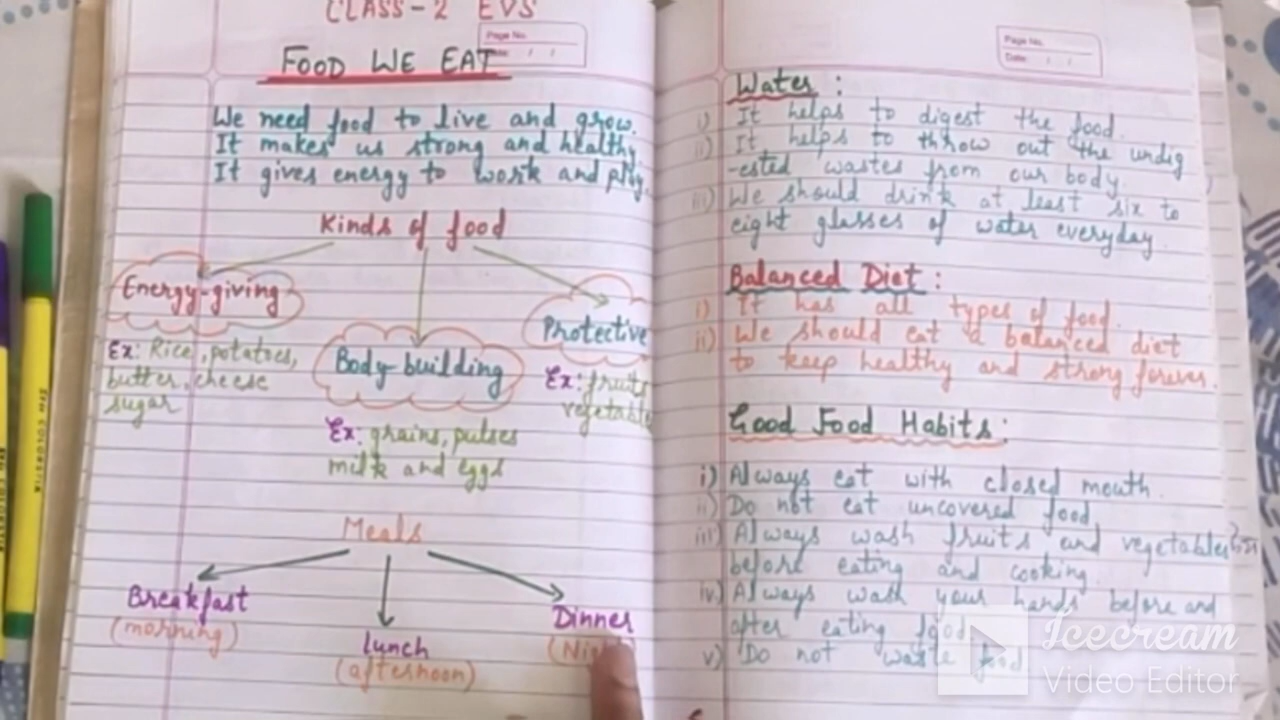 CLASS-2 EVS
Page No.
Date: / /
FOOD WE EAT
We need food to live and grow.
It makes us strong and healthy
It gives energy to work and play.
Kinds of food
Energy-giving
Ex: Rice, potatoes,
butter, cheese
sugar
Body-building
Ex: grains, pulses
milk and eggs
Protective
Ex: fruits
vegetable
Meals
Breakfast
(morning)
lunch
(afternoon)
Dinner
Page No.
Date: / /
Water :
i) It helps to digest the food.
ii) It helps to throw out the undig
-ested wastes from our body.
iii) We should drink at least six to
eight glasses of water everyday.
Balanced Diet :
i) It has all types of food.
ii) We should eat a balanced diet
to keep healthy and strong forever.
Good Food Habits :
i) Always eat with closed mouth.
ii) Do not eat uncovered food
iii) Always wash fruits and vegetables
before eating and cooking.
iv) Always wash your hands before and
after eating food
v) Do not waste food
Icecream
Video Editor
COLORSTIX